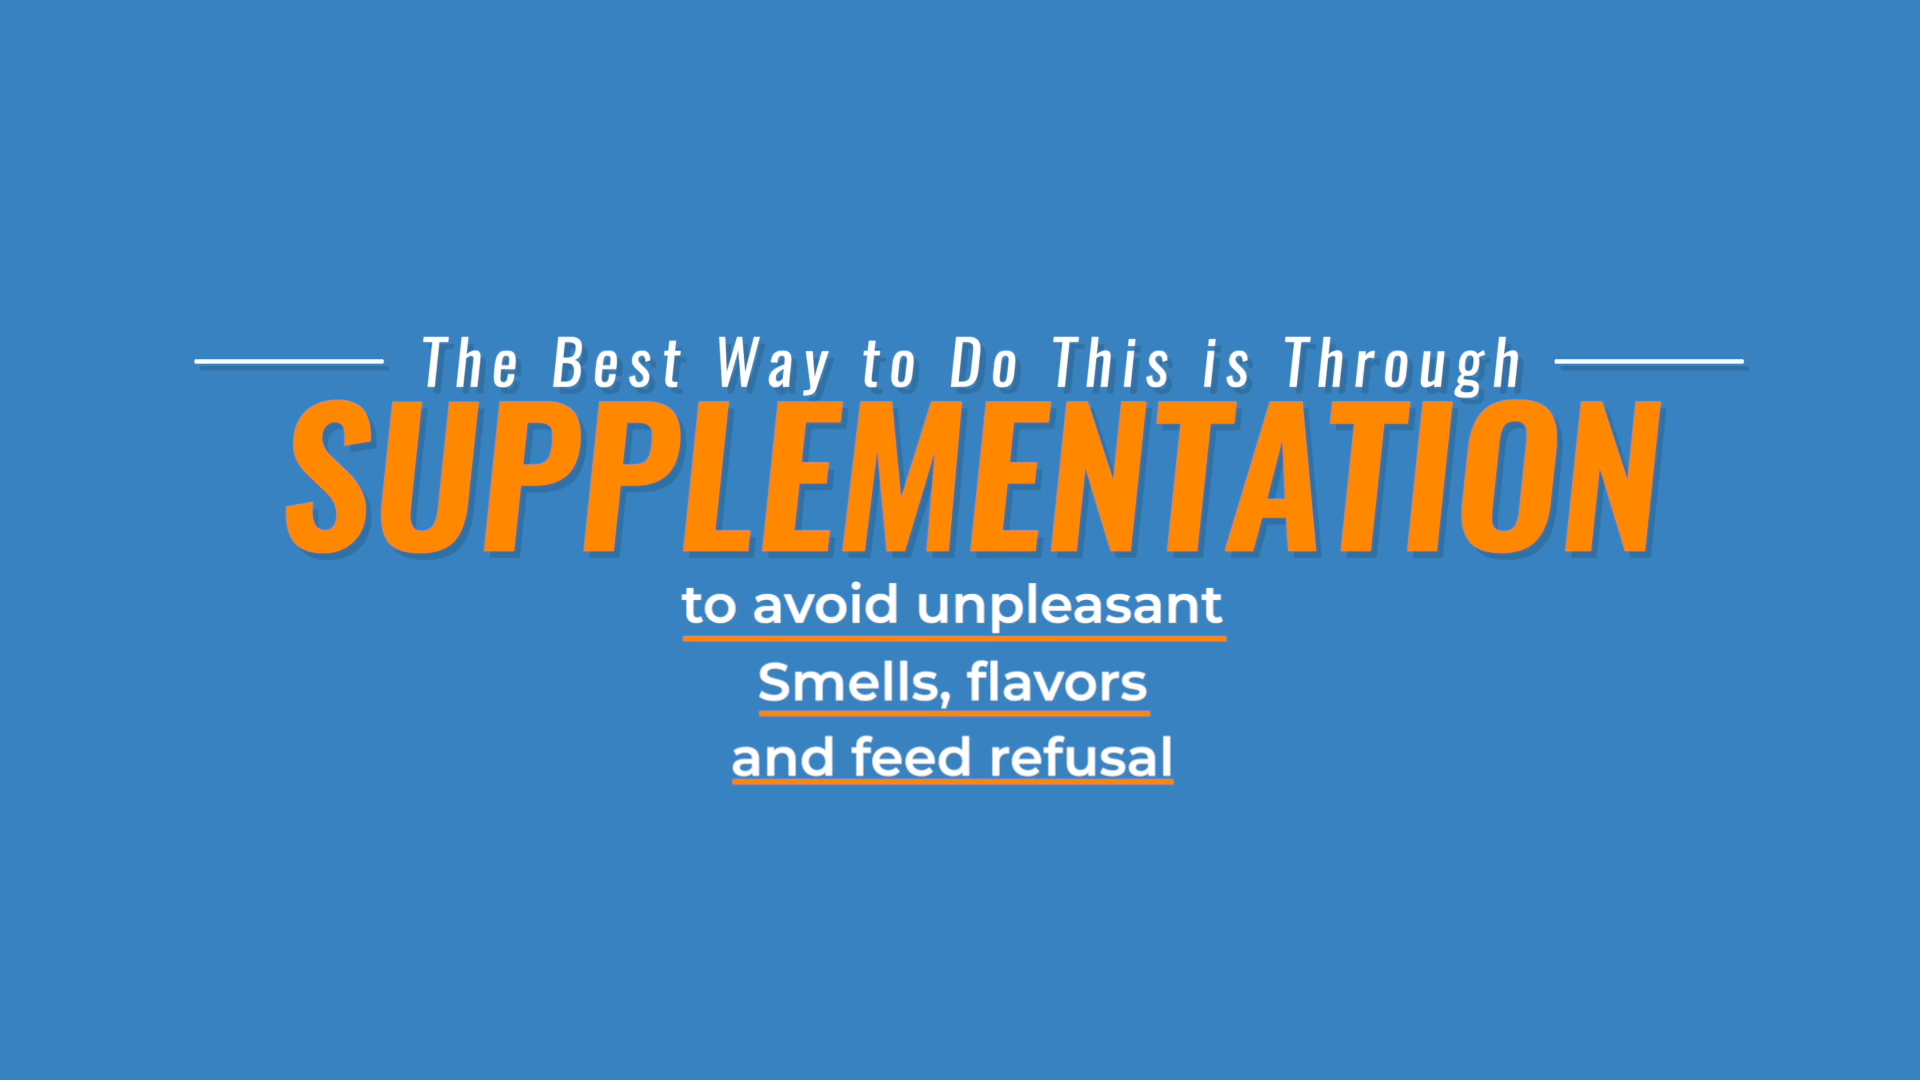 The Best Way to Do This is Through
SUPPLEMENTATION
to avoid unpleasant
Smells, flavors
and feed refusal